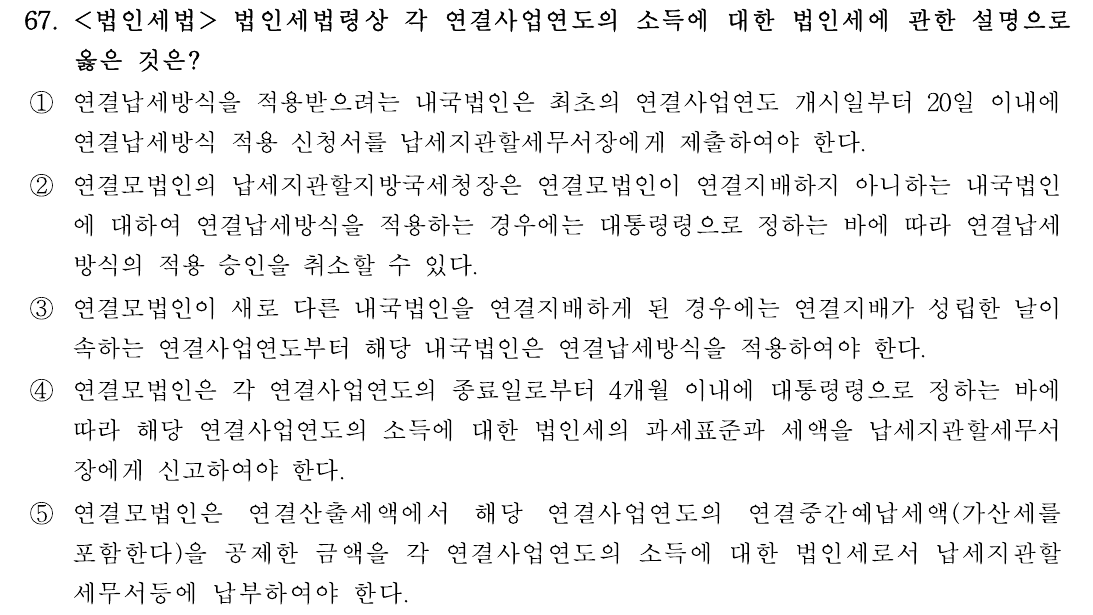 67. <법인세법> 법인세법령상 각 연결사업연도의 소득에 대한 법인세에 관한 설명으로
옳은 것은?
① 연결납세방식을 적용받으려는 내국법인은 최초의 연결사업연도 개시일부터 20일 이내에
연결납세방식 적용 신청서를 납세지관할세무서장에게 제출하여야 한다.
② 연결모법인의 납세지관할지방국세청장은 연결모법인이 연결지배하지 아니하는 내국법인
에 대하여 연결납세방식을 적용하는 경우에는 대통령령으로 정하는 바에 따라 연결납세
방식의 적용 승인을 취소할 수 있다.
③ 연결모법인이 새로 다른 내국법인을 연결지배하게 된 경우에는 연결지배가 성립한 날이
속하는 연결사업연도부터 해당 내국법인은 연결납세방식을 적용하여야 한다.
④ 연결모법인은 각 연결사업연도의 종료일로부터 4개월 이내에 대통령령으로 정하는 바에
따라 해당 연결사업연도의 소득에 대한 법인세의 과세표준과 세액을 납세지관할세무서
장에게 신고하여야 한다.
⑤ 연결모법인은 연결산출세액에서 해당 연결사업연도의 연결중간예납세액(가산세를
포함한다)을 공제한 금액을 각 연결사업연도의 소득에 대한 법인세로서 납세지관할
세무서등에 납부하여야 한다.